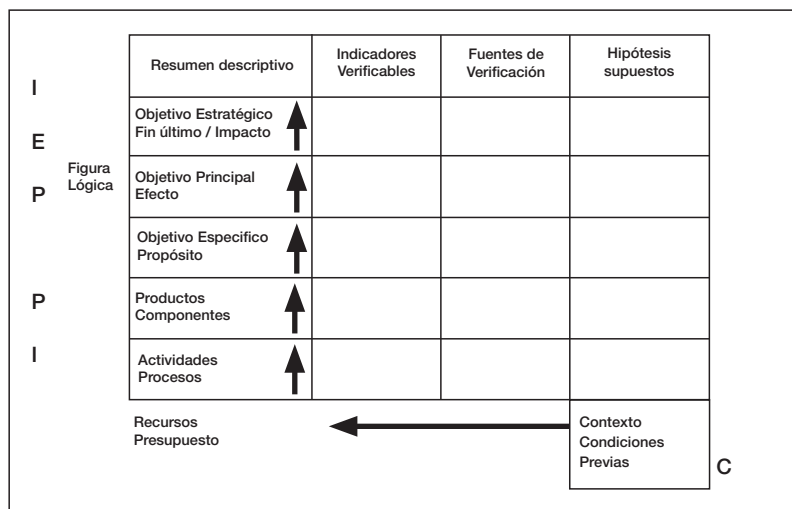 Resumen descriptivo
Indicadores
Verificables
Fuentes de
Verificación
Hipótesis
supuestos
I
E
P
P
I
Figura
Lógica
Objetivo Estratégico
Fin último / Impacto
Objetivo Principal
Efecto
Objetivo Especifico
Propósito
Productos
Componentes
Actividades
Procesos
Recursos
Presupuesto
Contexto
Condiciones
Previas
C